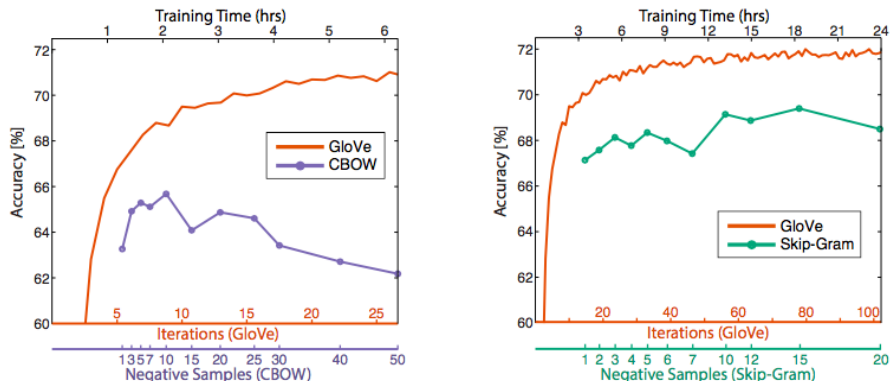 Training Time (hrs)
1 2 3 4 5 6
72
70
68
66
64
62
60
Accuracy [%]
GloVe
CBOW
5 10 15 20 25
Iterations (GloVe)
1 3 5 7 10 15 20 25 30 40 50
Negative Samples (CBOW)
Training Time (hrs)
3 6 9 12 15 18 21 24
72
70
68
66
64
62
60
Accuracy [%]
GloVe
Skip-Gram
20 40 60 80 100
Iterations (GloVe)
1 2 3 4 5 6 7 10 12 15 20
Negative Samples (Skip-Gram)